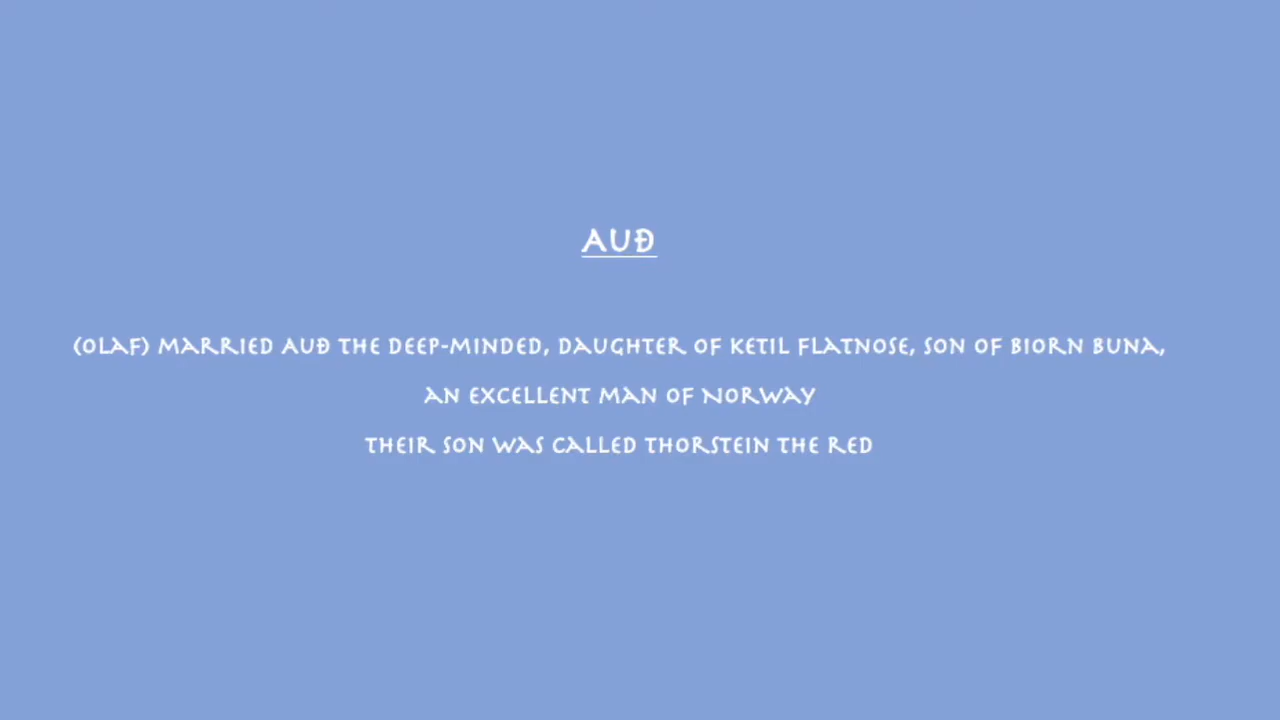 AUÐ
(OLAF) MARRIED AUÐ THE DEEP-MINDED, DAUGHTER OF KETIL FLATNOSE, SON OF BIORN BUNA,
AN EXCELLENT MAN OF NORWAY
THEIR SON WAS CALLED THORSTEIN THE RED